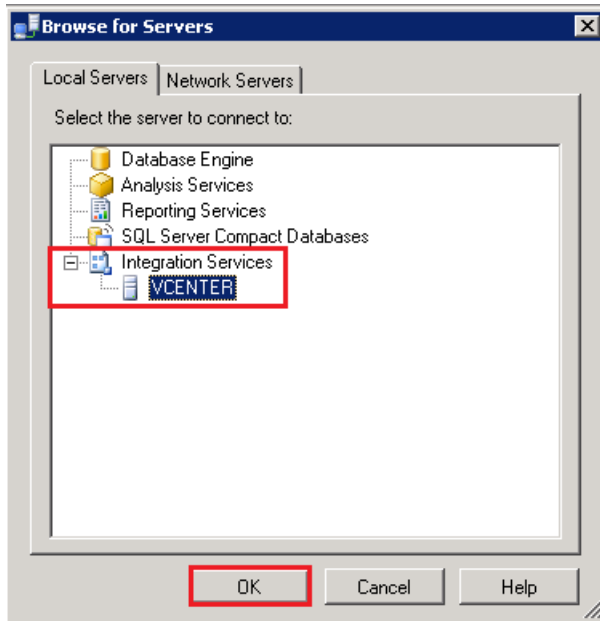 Browse for Servers
Local Servers Network Servers
Select the server to connect to:
Database Engine
Analysis Services
Reporting Services
SQL Server Compact Databases
Integration Services
VCENTER
OK Cancel Help